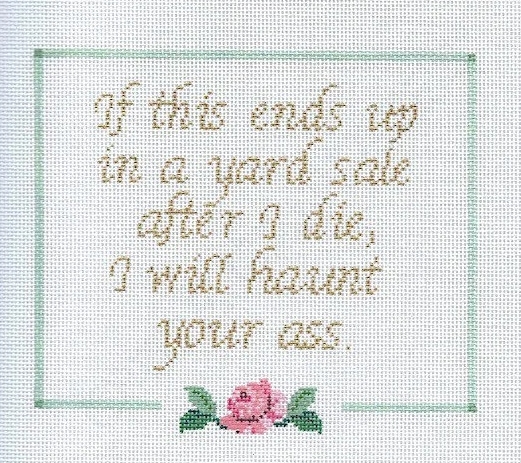 If this ends up
in a yard sale
after I die,
I will haunt
your ass.